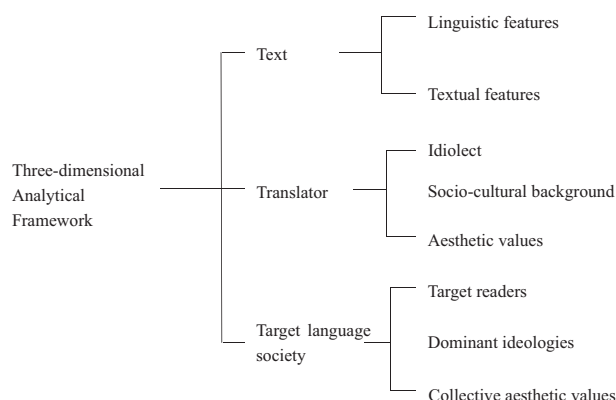 Three-dimensional
Analytical
Framework
Text
Linguistic features
Textual features
Translator
Idiolect
Socio-cultural background
Aesthetic values
Target language
society
Target readers
Dominant ideologies
Collective aesthetic values